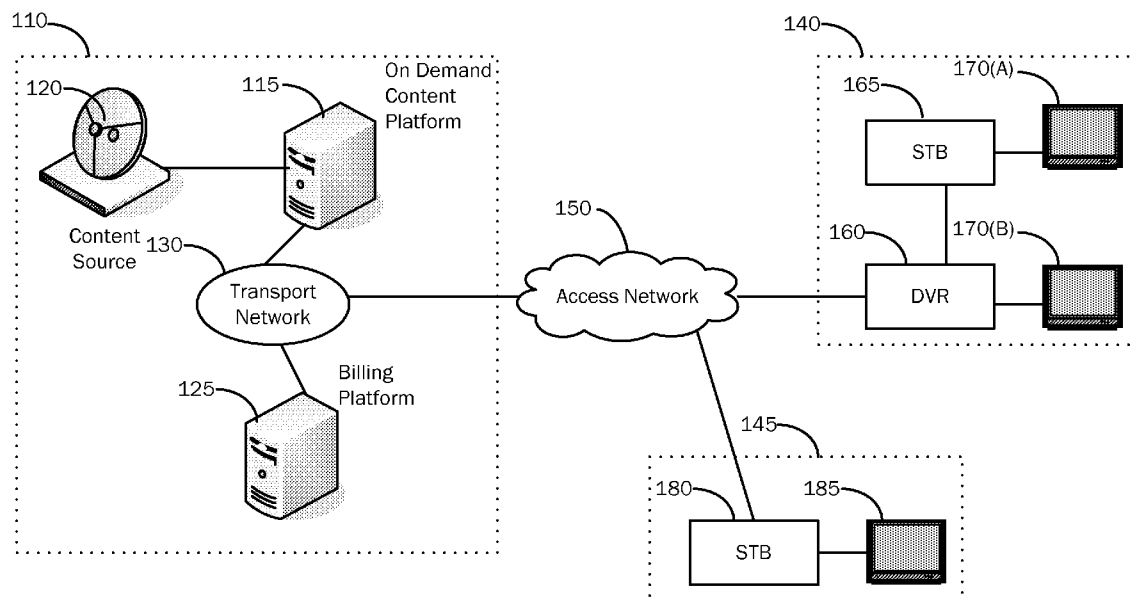 110
120
115
On Demand
Content
Platform
Content
Source
130
Transport
Network
125
Billing
Platform
150
Access Network
140
165
170(A)
STB
160
170(B)
DVR
145
180
185
STB